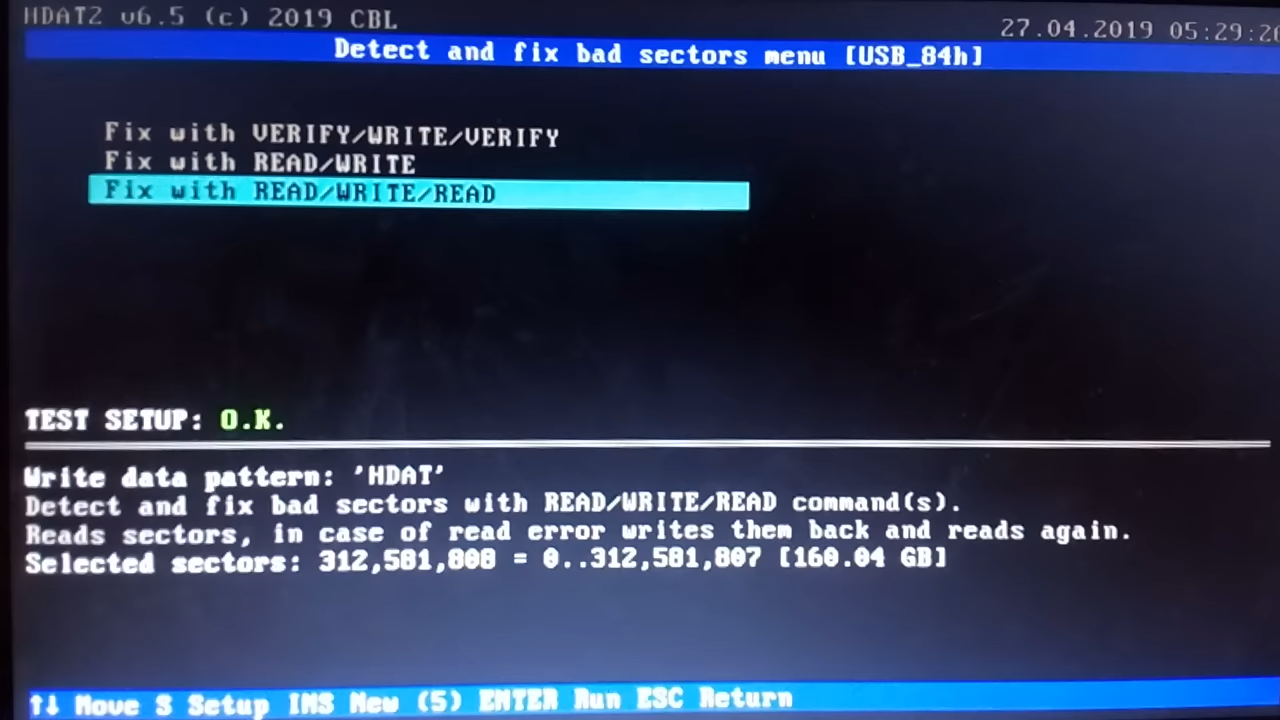 HDAT2 v6.5 (c) 2019 CBL
27.04.2019 05:29:20
Detect and fix bad sectors menu [USB_84h]
Fix with VERIFY/WRITE/VERIFY
Fix with READ/WRITE
Fix with READ/WRITE/READ
TEST SETUP: O.K.
Write data pattern: 'HDAT'
Detect and fix bad sectors with READ/WRITE/READ command(s).
Reads sectors, in case of read error writes them back and reads again.
Selected sectors: 312,581,808 = 0..312,581,807 [160.04 GB]
↑↓ Move S Setup INS New (5) ENTER Run ESC Return